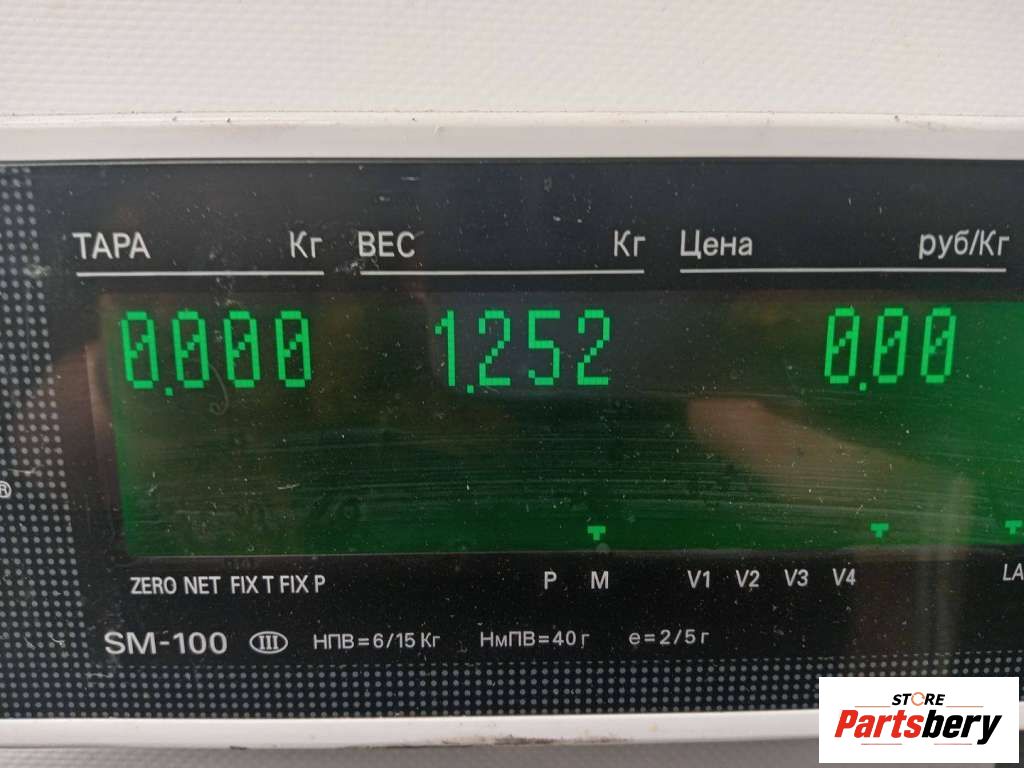 ТАРА Кг ВЕС Кг Цена руб/Кг
0.000 1.252 0.00
®
ZERO NET FIX T FIX P P M V1 V2 V3 V4
SM-100 III НПВ=6/15 Кг НмПВ=40 г e=2/5 г
STORE
Partsbery